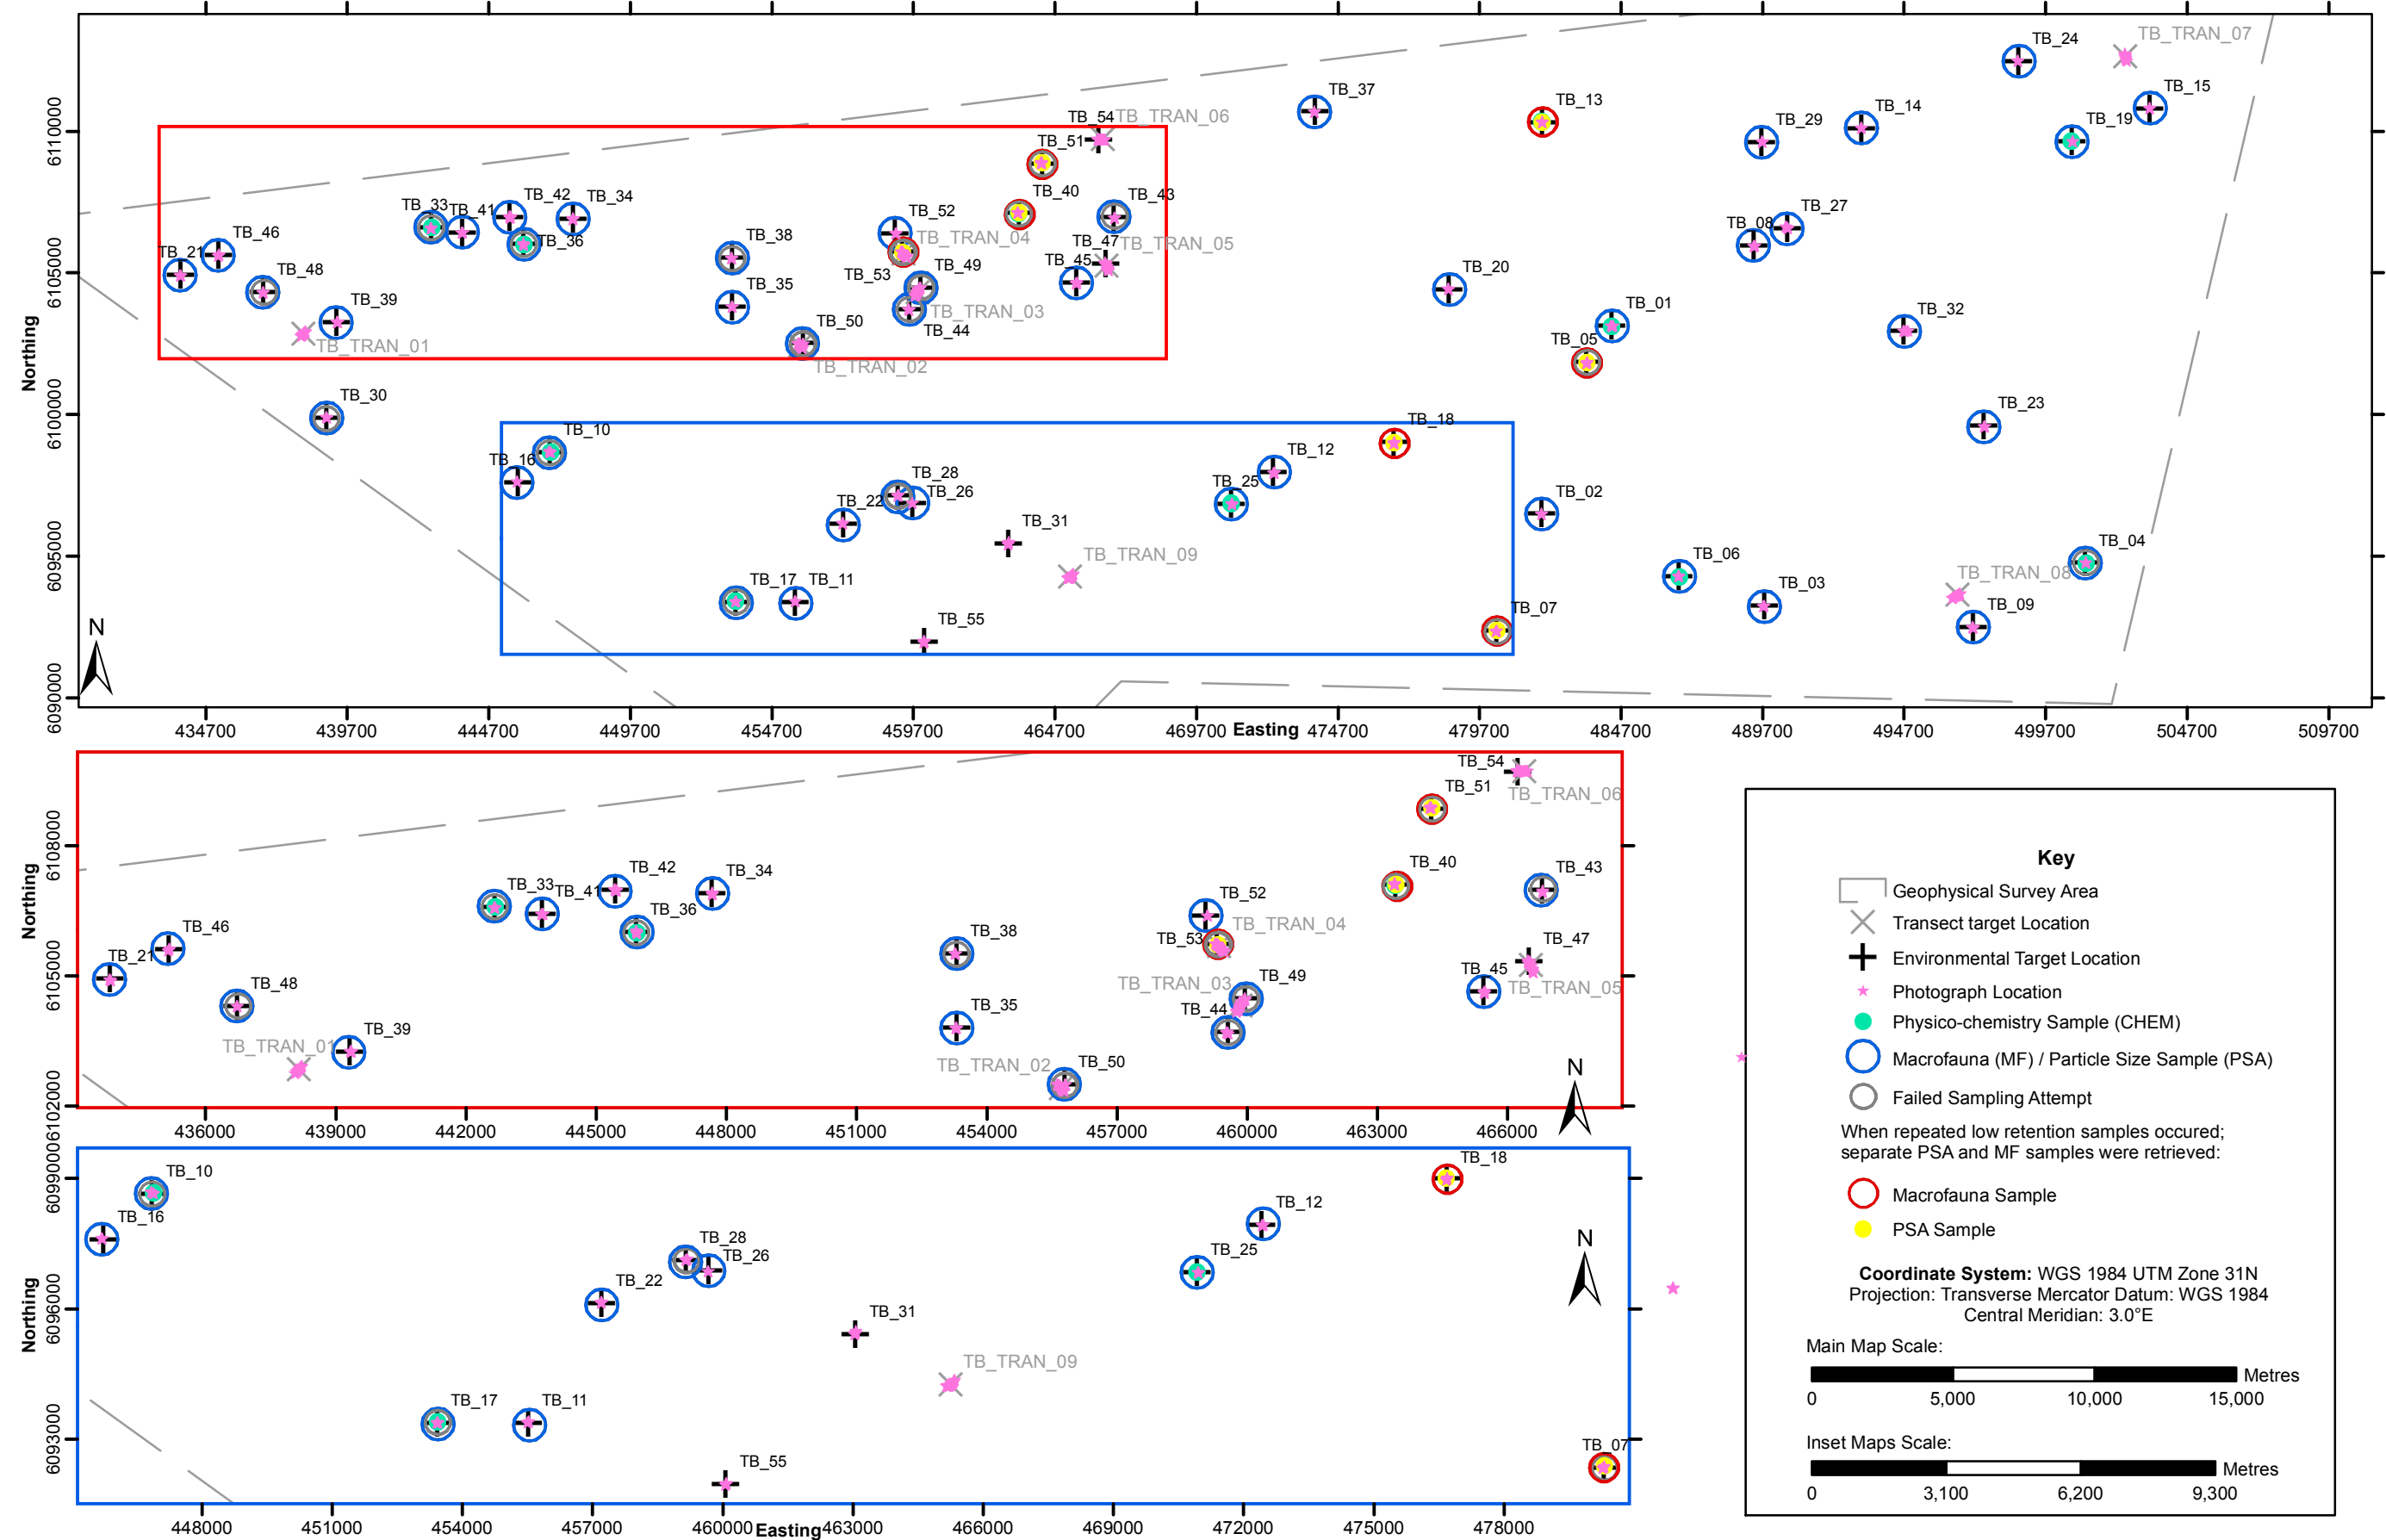 TB_24
TB_TRAN_07
TB_37
TB_13
TB_15
TB_14
TB_29
TB_19
TB_54
TB_TRAN_06
TB_51
TB_40
TB_43
TB_42
TB_34
TB_33
TB_41
TB_36
TB_52
TB_TRAN_04
TB_TRAN_05
TB_47
TB_27
TB_08
TB_46
TB_21
TB_48
TB_38
TB_53
TB_49
TB_45
TB_20
TB_39
TB_35
TB_TRAN_03
TB_44
TB_50
TB_01
TB_32
TB_TRAN_01
TB_TRAN_02
TB_05
TB_30
TB_10
TB_18
TB_23
TB_16
TB_12
TB_28
TB_26
TB_22
TB_25
TB_02
TB_31
TB_TRAN_09
TB_06
TB_04
TB_TRAN_08
TB_17
TB_11
TB_03
TB_09
TB_55
TB_07
N
Northing
6110000
6105000
6100000
6095000
6090000
434700 439700 444700 449700 454700 459700 464700 469700 Easting 474700 479700 484700 489700 494700 499700 504700 509700
TB_54
TB_51
TB_TRAN_06
TB_40
TB_43
TB_42
TB_34
TB_33
TB_41
TB_36
TB_52
TB_TRAN_04
TB_46
TB_21
TB_38
TB_53
TB_47
TB_48
TB_TRAN_03
TB_49
TB_45
TB_TRAN_05
TB_35
TB_44
TB_39
TB_TRAN_01
TB_TRAN_02
TB_50
N
Northing
6108000
6105000
6102000
436000 439000 442000 445000 448000 451000 454000 457000 460000 463000 466000
TB_10
TB_18
TB_16
TB_12
TB_28
TB_26
TB_25
TB_22
TB_31
TB_TRAN_09
TB_17
TB_11
TB_07
TB_55
N
Northing
6099000
6096000
6093000
448000 451000 454000 457000 460000 Easting 463000 466000 469000 472000 475000 478000
Key
Geophysical Survey Area
Transect target Location
Environmental Target Location
Photograph Location
Physico-chemistry Sample (CHEM)
Macrofauna (MF) / Particle Size Sample (PSA)
Failed Sampling Attempt
When repeated low retention samples occured;
separate PSA and MF samples were retrieved:
Macrofauna Sample
PSA Sample
Coordinate System: WGS 1984 UTM Zone 31N
Projection: Transverse Mercator Datum: WGS 1984
Central Meridian: 3.0°E
Main Map Scale:
Metres
0 5,000 10,000 15,000
Inset Maps Scale:
Metres
0 3,100 6,200 9,300